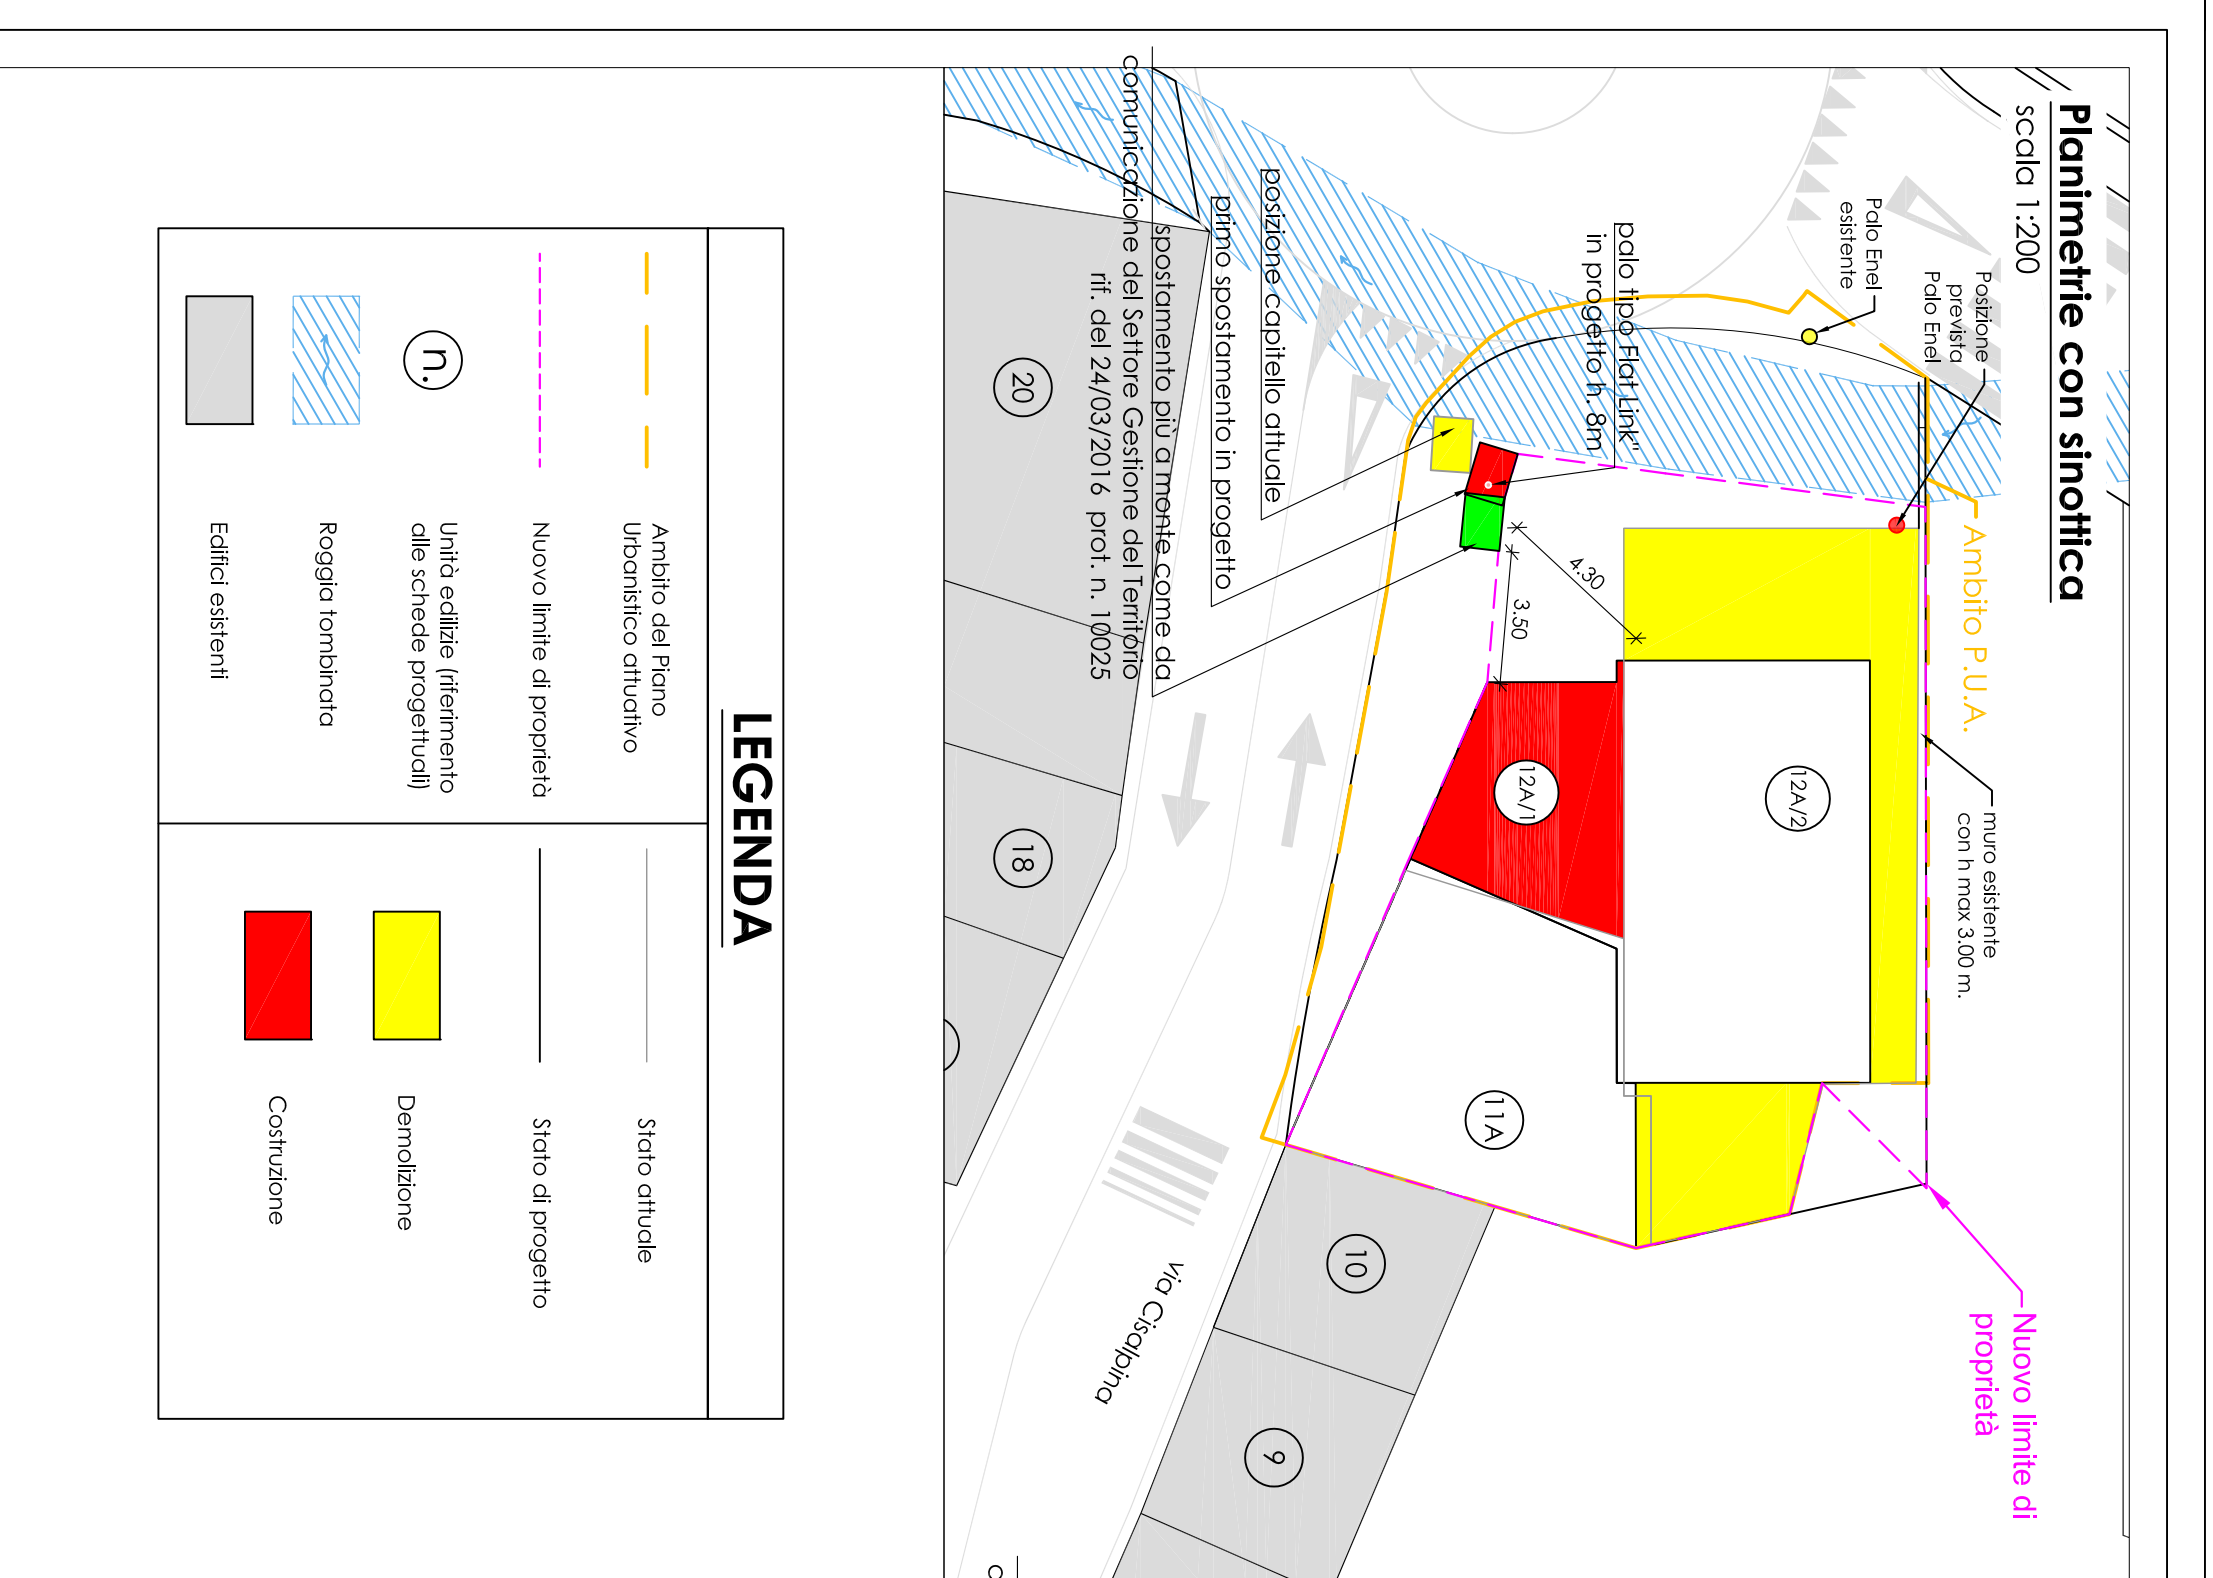 Planimetrie con sinottica
scala 1:200
Posizione
prevista
Palo Enel
Palo Enel
esistente
palo tipo Flat Link"
in progetto h. 8m
posizione capitello attuale
primo spostamento in progetto
spostamento più a monte come da
comunicazione del Settore Gestione del Territorio
rif. del 24/03/2016 prot. n. 10025
Ambito P.U.A.
muro esistente
con h max 3.00 m.
Nuovo limite di
proprietà
4.30
3.50
12A/2
12A/1
11A
10
9
20
18
via Cisalpina
LEGENDA
Ambito del Piano
Urbanistico attuativo
Nuovo limite di proprietà
n.
Unità edilizie (riferimento
alle schede progettuali)
Roggia tombinata
Edifici esistenti
Stato attuale
Stato di progetto
Demolizione
Costruzione